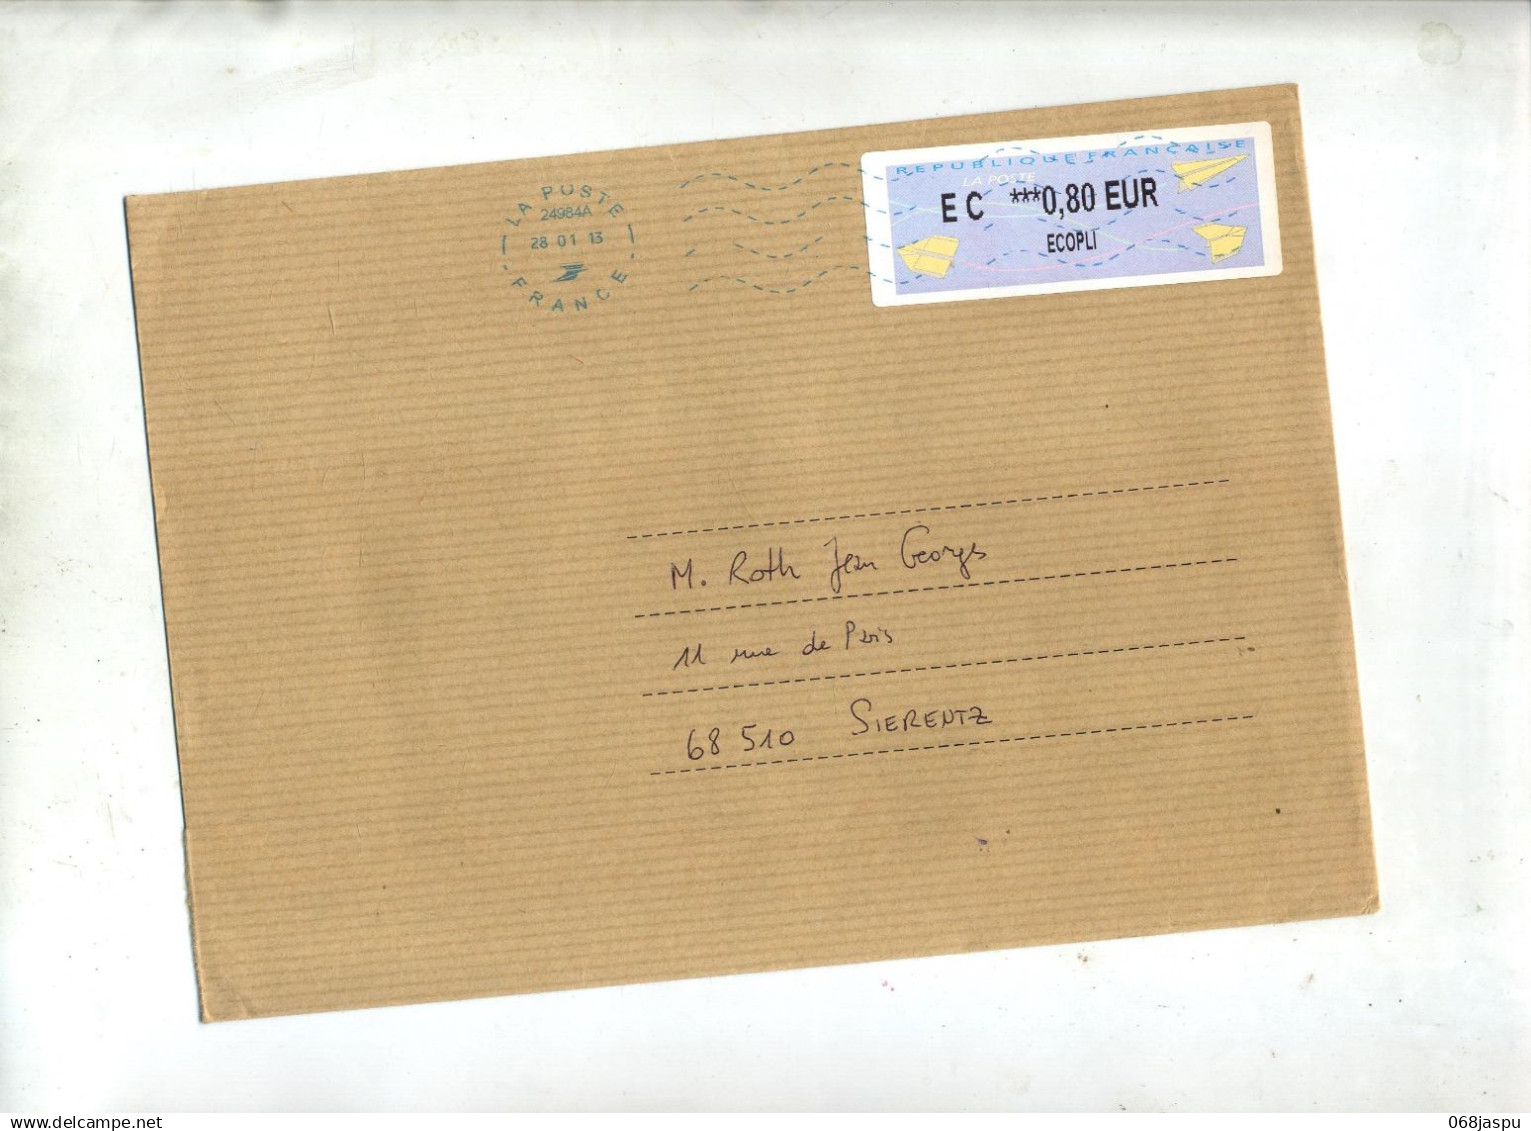 LA POSTE
24984A
28 01 13
FRANCE
REPUBLIQUE FRANCAISE
LA POSTE
EC ***0,80 EUR
ECOPLI
M. Roth Jean Georges
11 rue de Paris
68 510 SIERENTZ
delcampe.net
068jaspu